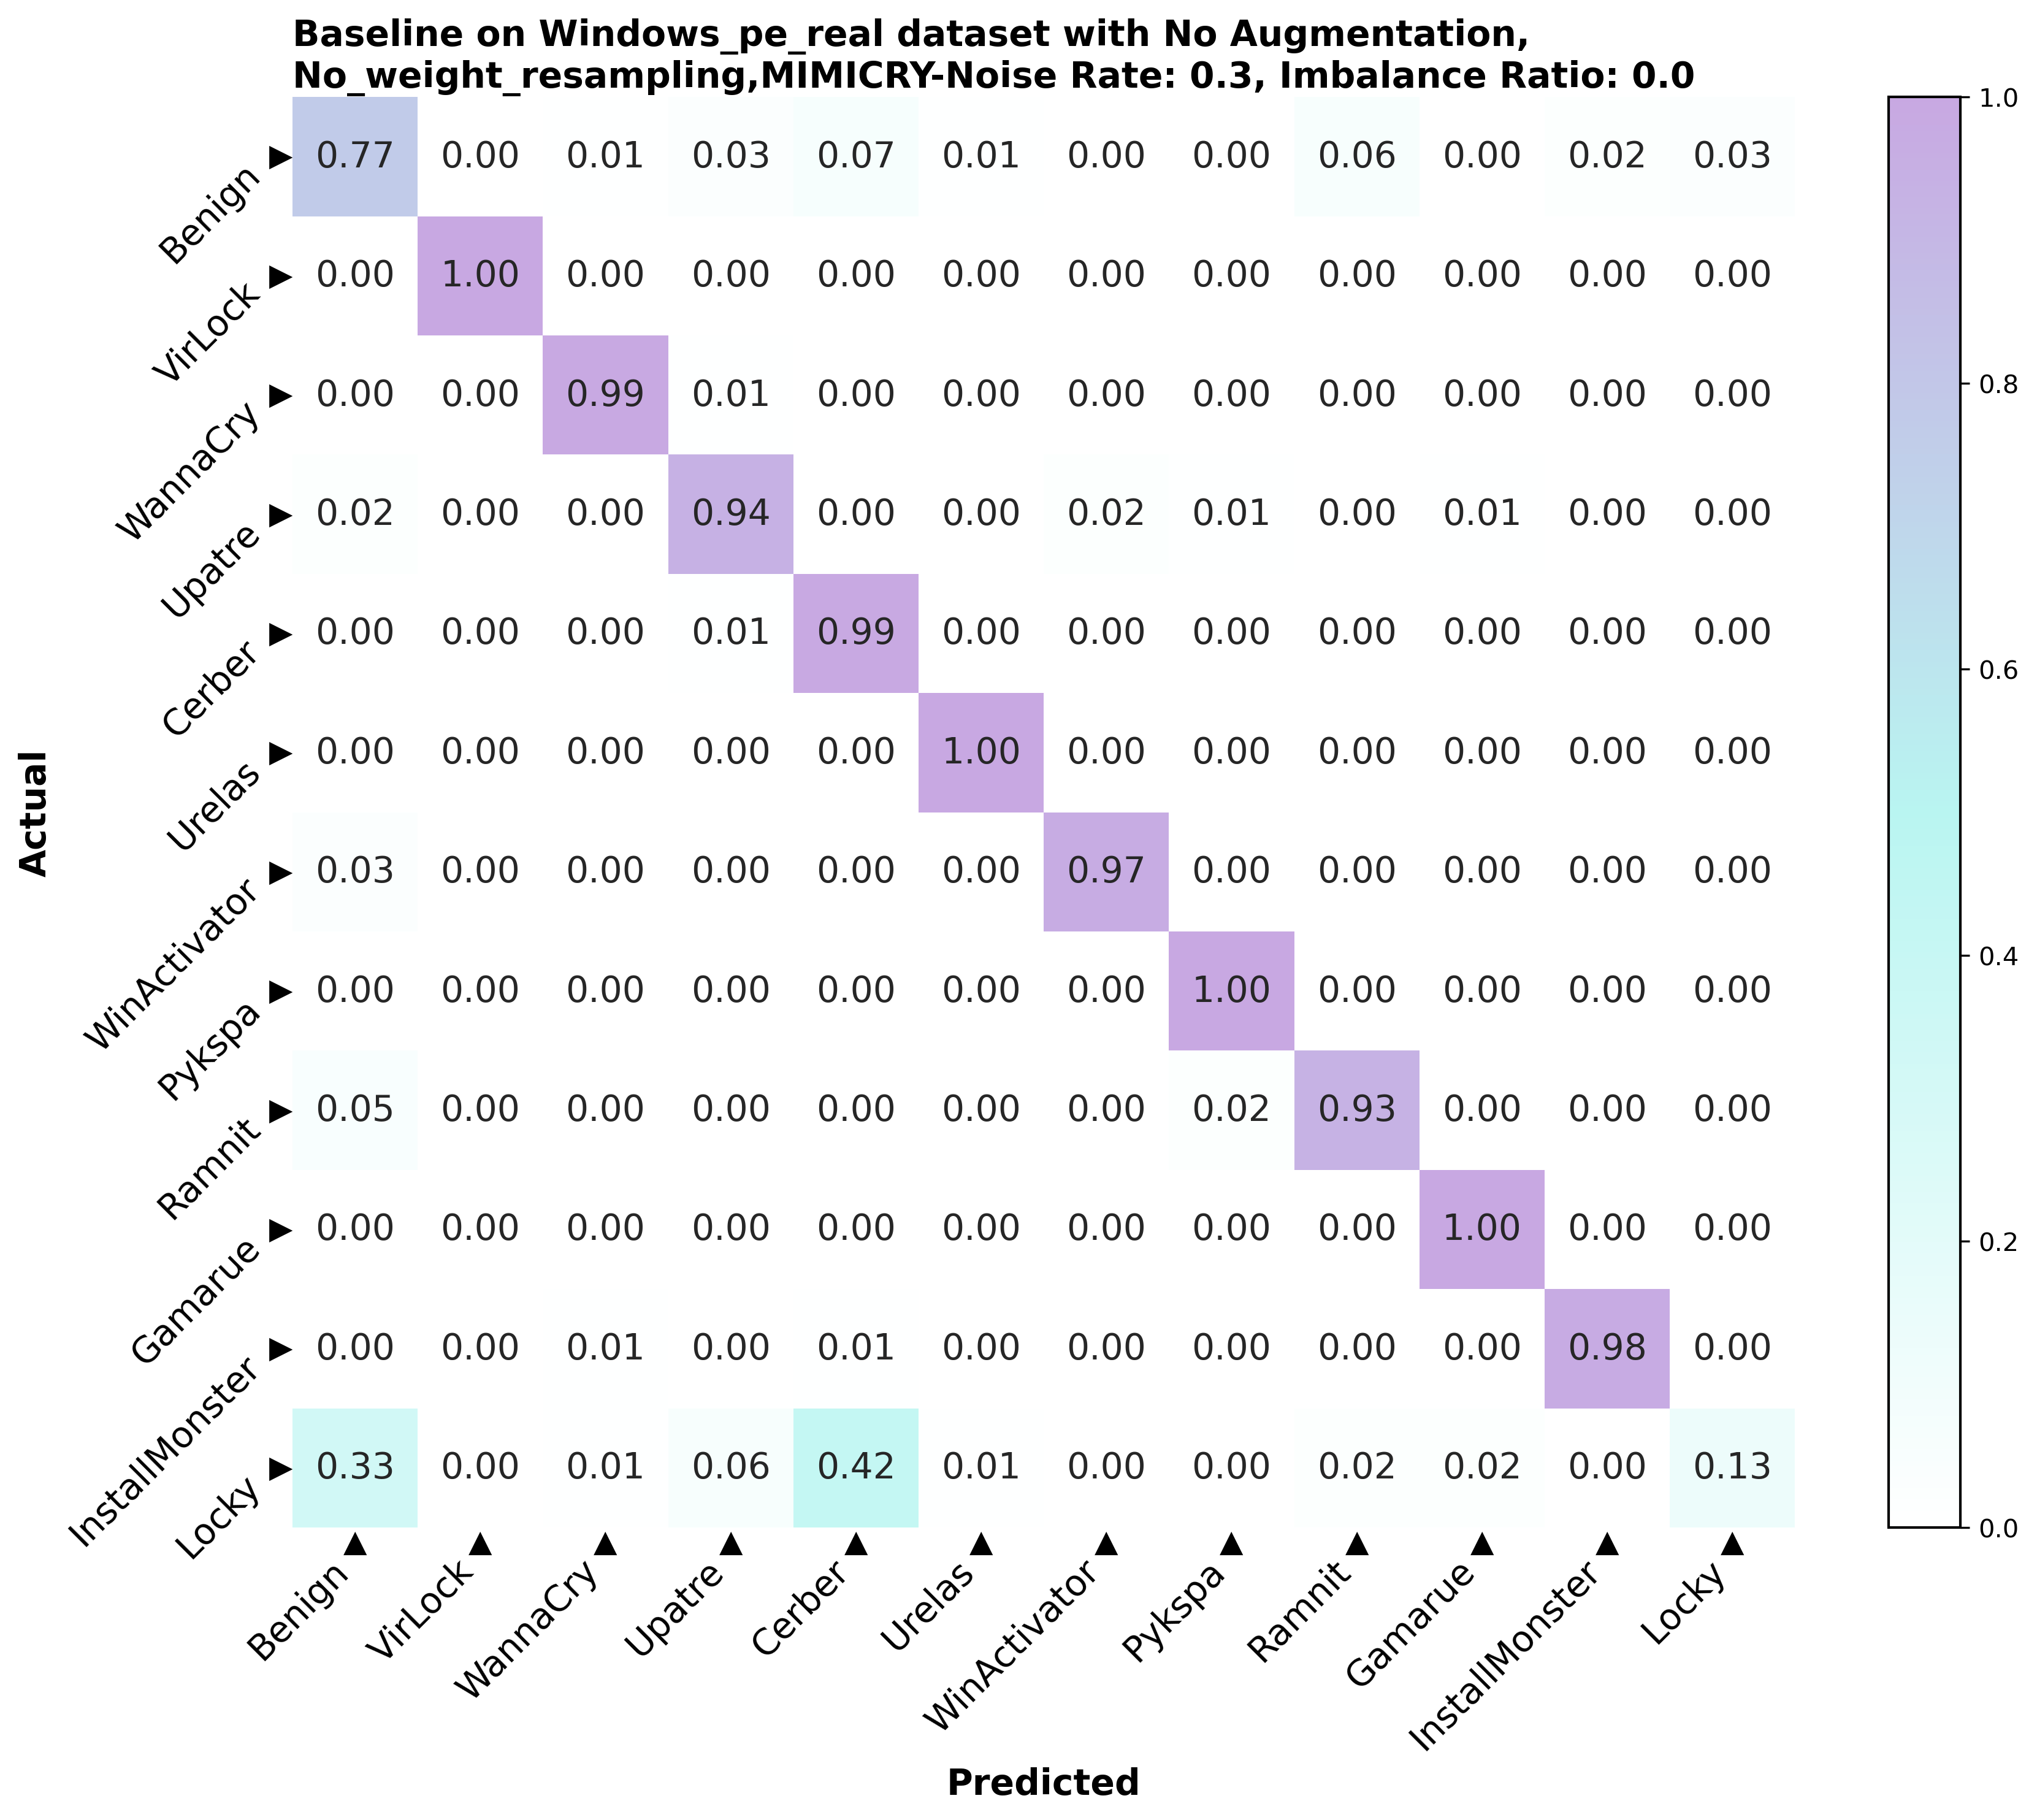 Baseline on Windows_pe_real dataset with No Augmentation,
No_weight_resampling,MIMICRY-Noise Rate: 0.3, Imbalance Ratio: 0.0
Actual
Benign ▶ 0.77 0.00 0.01 0.03 0.07 0.01 0.00 0.00 0.06 0.00 0.02 0.03
VirLock ▶ 0.00 1.00 0.00 0.00 0.00 0.00 0.00 0.00 0.00 0.00 0.00 0.00
WannaCry ▶ 0.00 0.00 0.99 0.01 0.00 0.00 0.00 0.00 0.00 0.00 0.00 0.00
Upatre ▶ 0.02 0.00 0.00 0.94 0.00 0.00 0.02 0.01 0.00 0.01 0.00 0.00
Cerber ▶ 0.00 0.00 0.00 0.01 0.99 0.00 0.00 0.00 0.00 0.00 0.00 0.00
Urelas ▶ 0.00 0.00 0.00 0.00 0.00 1.00 0.00 0.00 0.00 0.00 0.00 0.00
WinActivator ▶ 0.03 0.00 0.00 0.00 0.00 0.00 0.97 0.00 0.00 0.00 0.00 0.00
Pykspa ▶ 0.00 0.00 0.00 0.00 0.00 0.00 0.00 1.00 0.00 0.00 0.00 0.00
Ramnit ▶ 0.05 0.00 0.00 0.00 0.00 0.00 0.00 0.02 0.93 0.00 0.00 0.00
Gamarue ▶ 0.00 0.00 0.00 0.00 0.00 0.00 0.00 0.00 0.00 1.00 0.00 0.00
InstallMonster ▶ 0.00 0.00 0.01 0.00 0.01 0.00 0.00 0.00 0.00 0.00 0.98 0.00
Locky ▶ 0.33 0.00 0.01 0.06 0.42 0.01 0.00 0.00 0.02 0.02 0.00 0.13
Benign ▲ VirLock ▲ WannaCry ▲ Upatre ▲ Cerber ▲ Urelas ▲ WinActivator ▲ Pykspa ▲ Ramnit ▲ Gamarue ▲ InstallMonster ▲ Locky ▲
Predicted
1.0
0.8
0.6
0.4
0.2
0.0